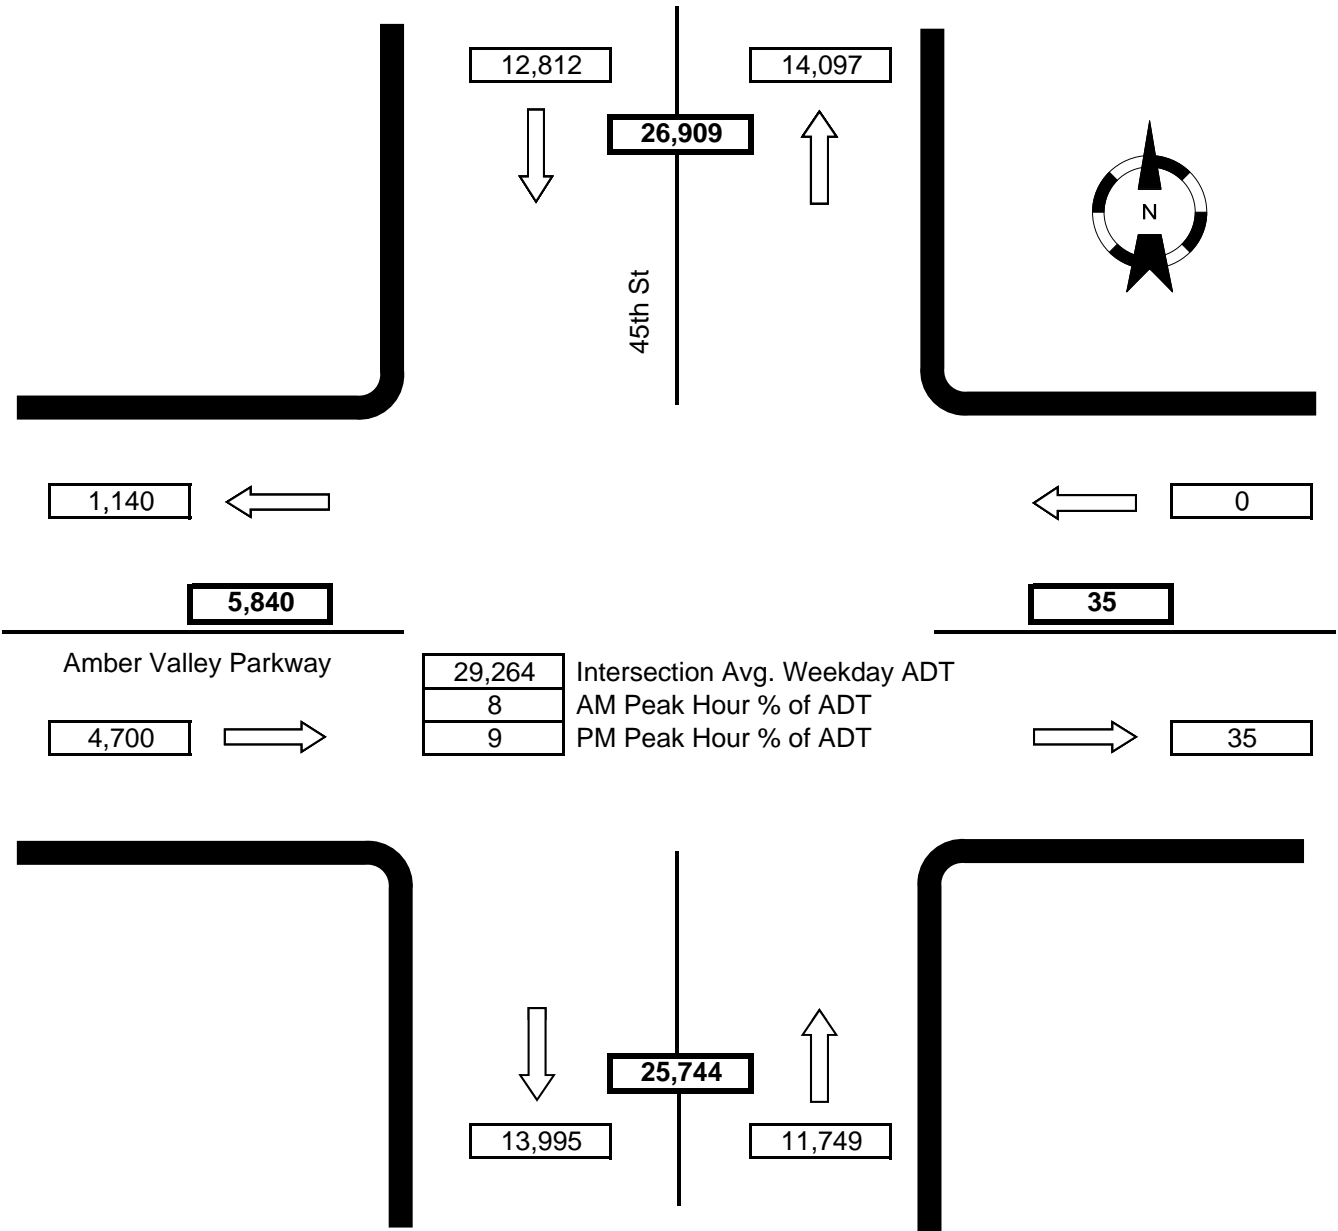 12,812
14,097
26,909
N
45th St
1,140
0
5,840
35
Amber Valley Parkway
29,264 Intersection Avg. Weekday ADT
8 AM Peak Hour % of ADT
9 PM Peak Hour % of ADT
4,700
35
25,744
13,995
11,749